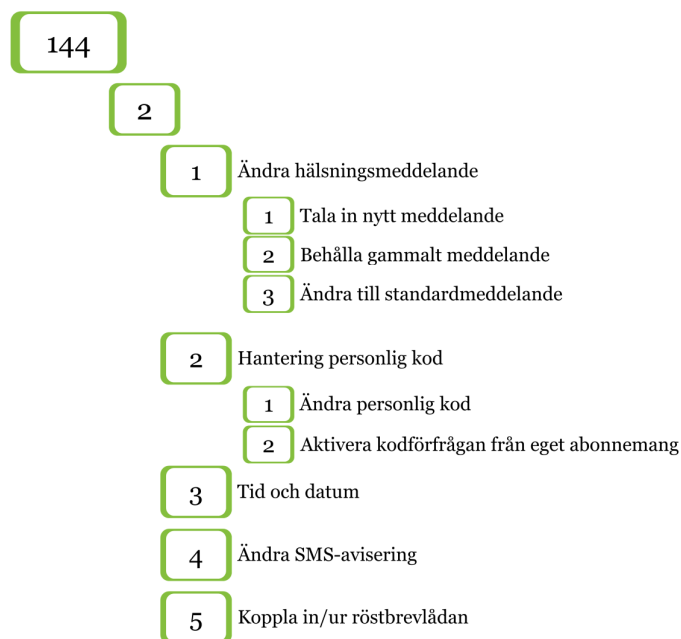 144
2
1 Ändra hälsningsmeddelande
1 Tala in nytt meddelande
2 Behålla gammalt meddelande
3 Ändra till standardmeddelande
2 Hantering personlig kod
1 Ändra personlig kod
2 Aktivera kodförfrågan från eget abonnemang
3 Tid och datum
4 Ändra SMS-avisering
5 Koppla in/ur röstbrevlådan